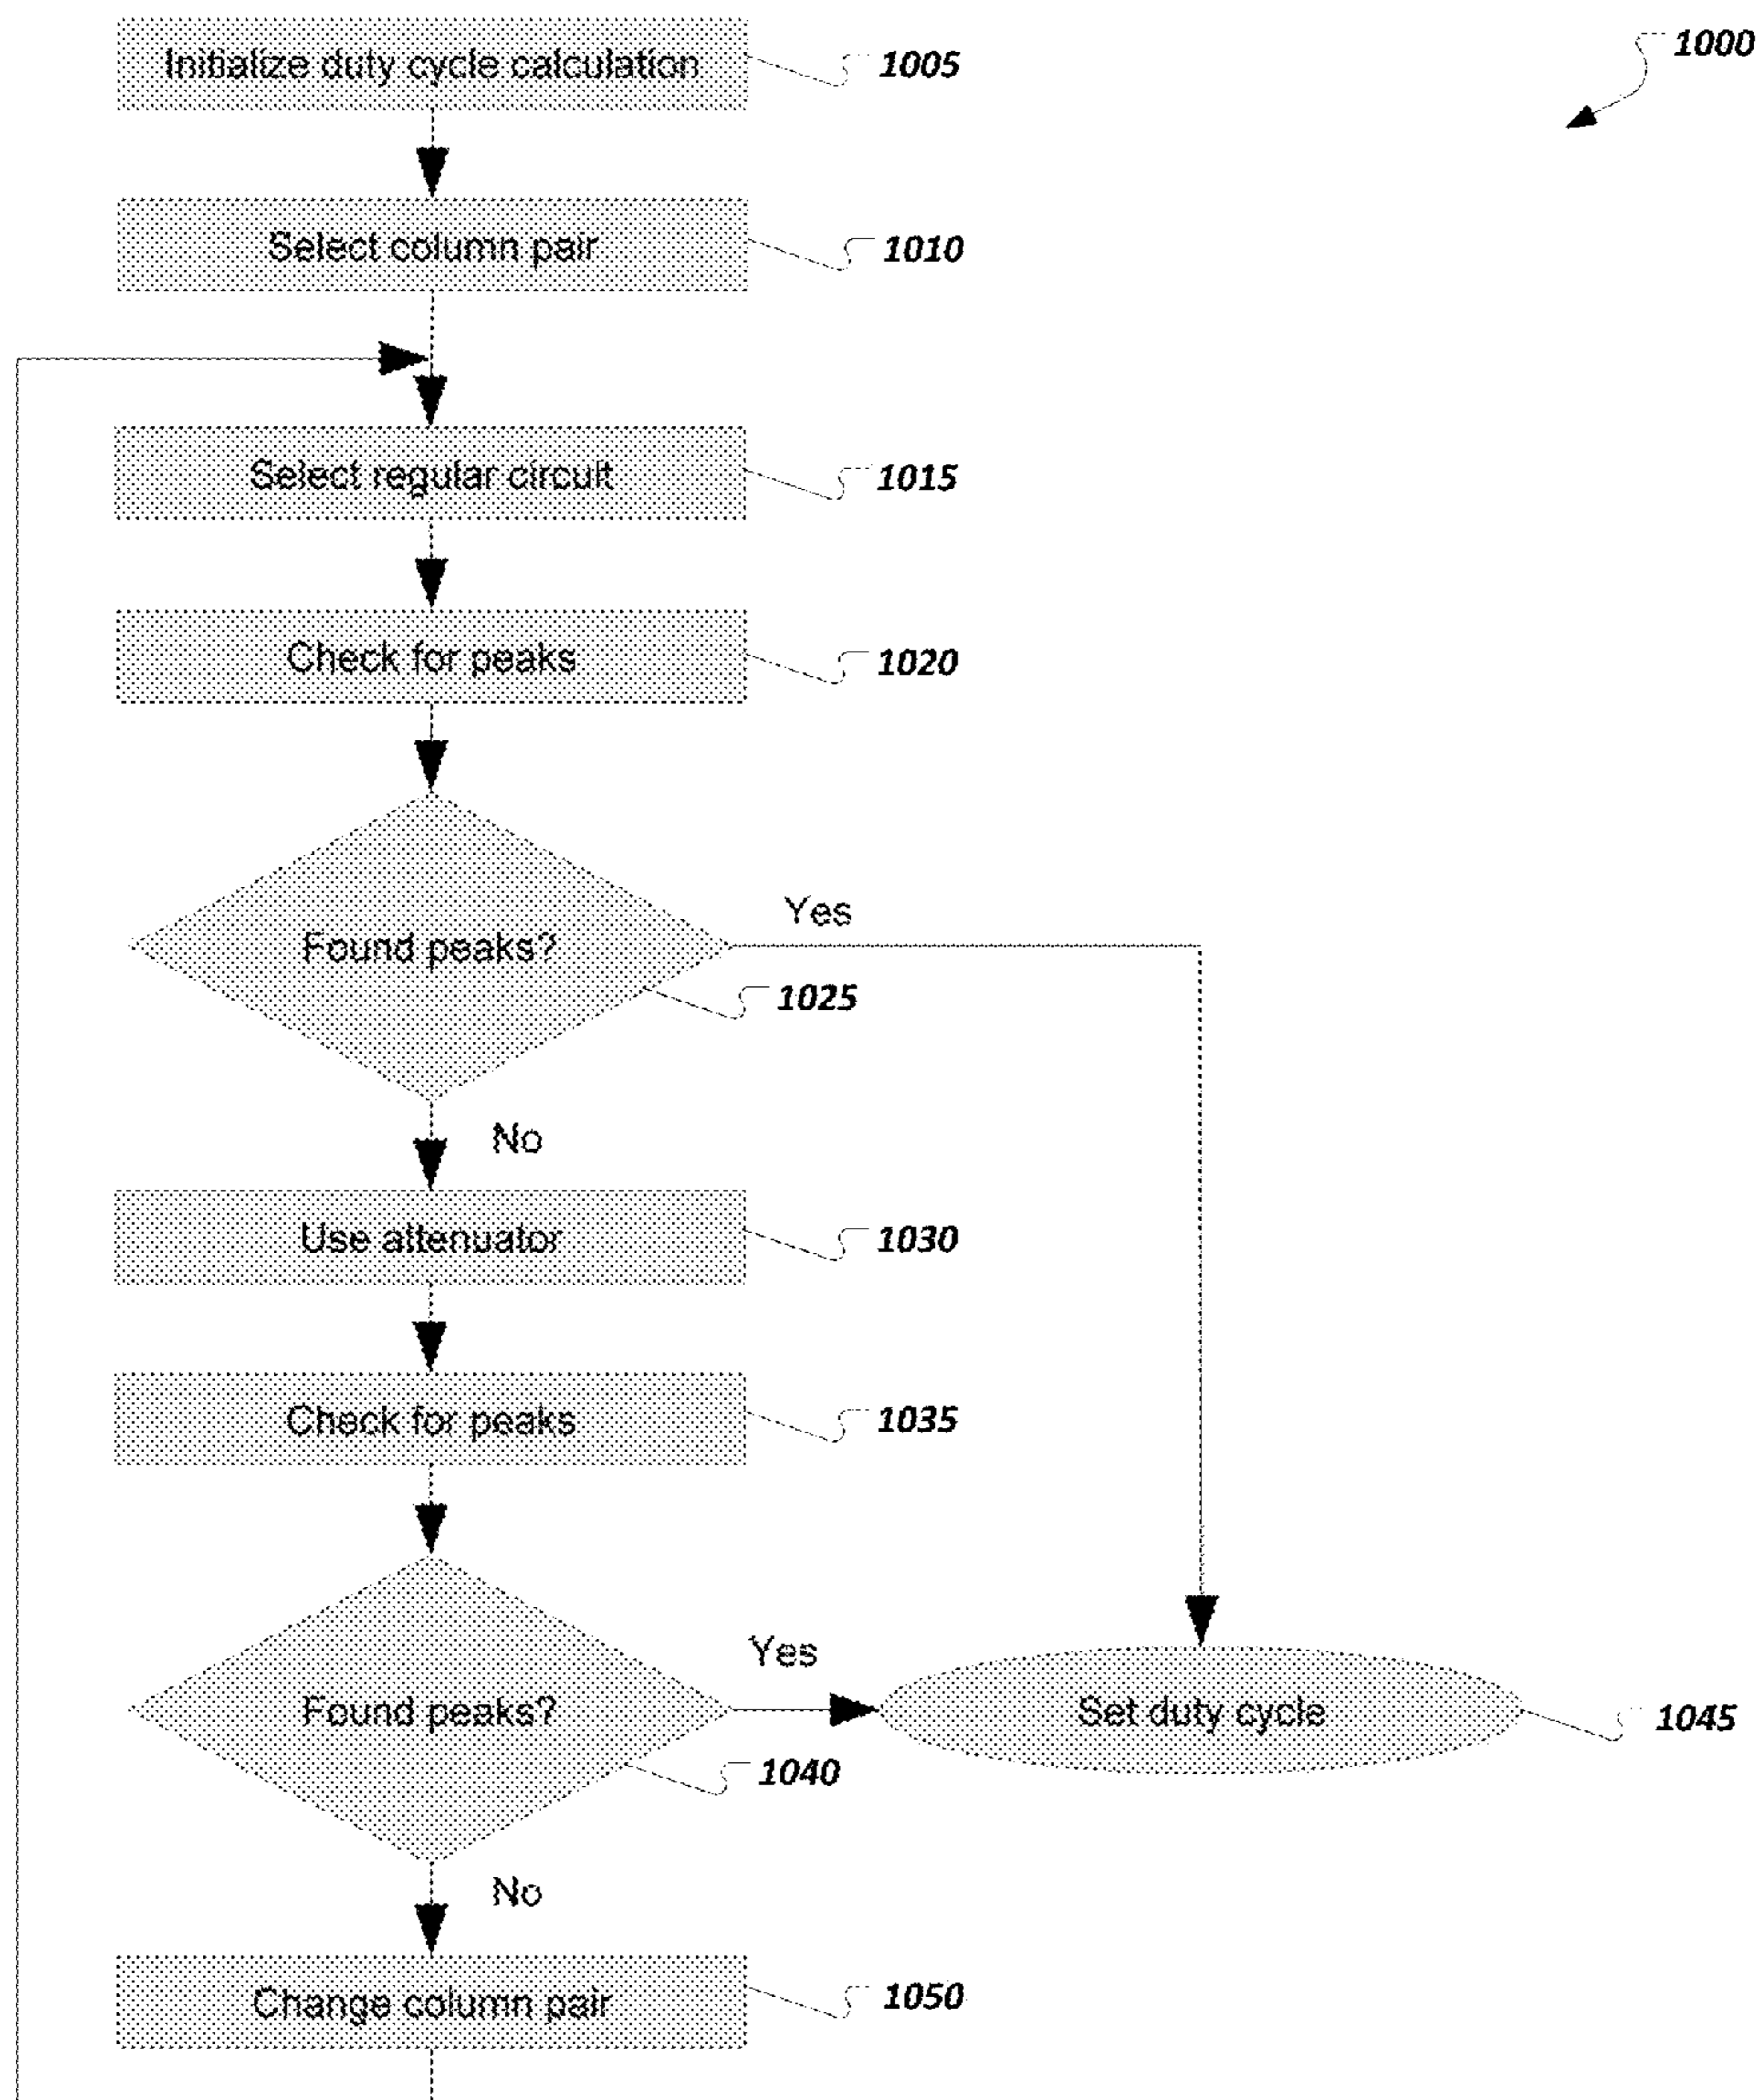 Initialize duty cycle calculation
1005
1000
Select column pair
1010
Select regular circuit
1015
Check for peaks
1020
Found peaks?
Yes
1025
No
Use attenuator
1030
Check for peaks
1035
Found peaks?
Yes
1040
Set duty cycle
1045
No
Change column pair
1050